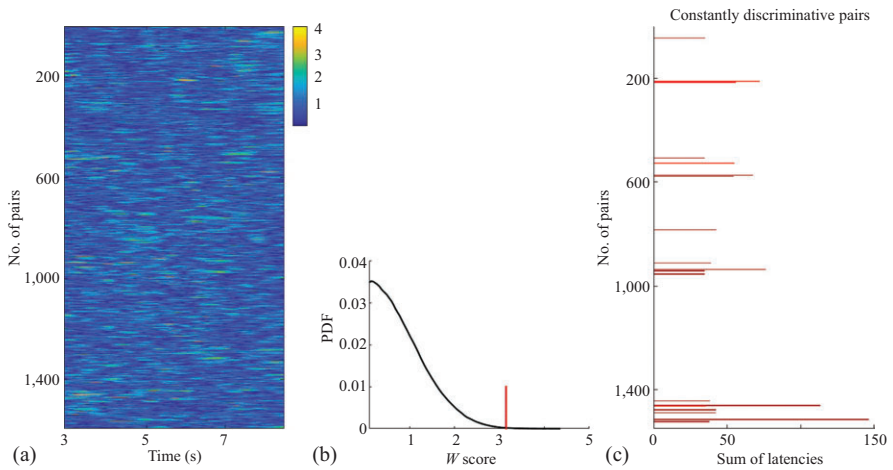 Constantly discriminative pairs
No. of pairs
200
600
1,000
1,400
3
5
7
Time (s)
(a)
4
3
2
1
PDF
0.04
0.03
0.02
0.01
0
1
2
3
4
5
W score
(b)
No. of pairs
200
600
1,000
1,400
0
50
100
150
Sum of latencies
(c)